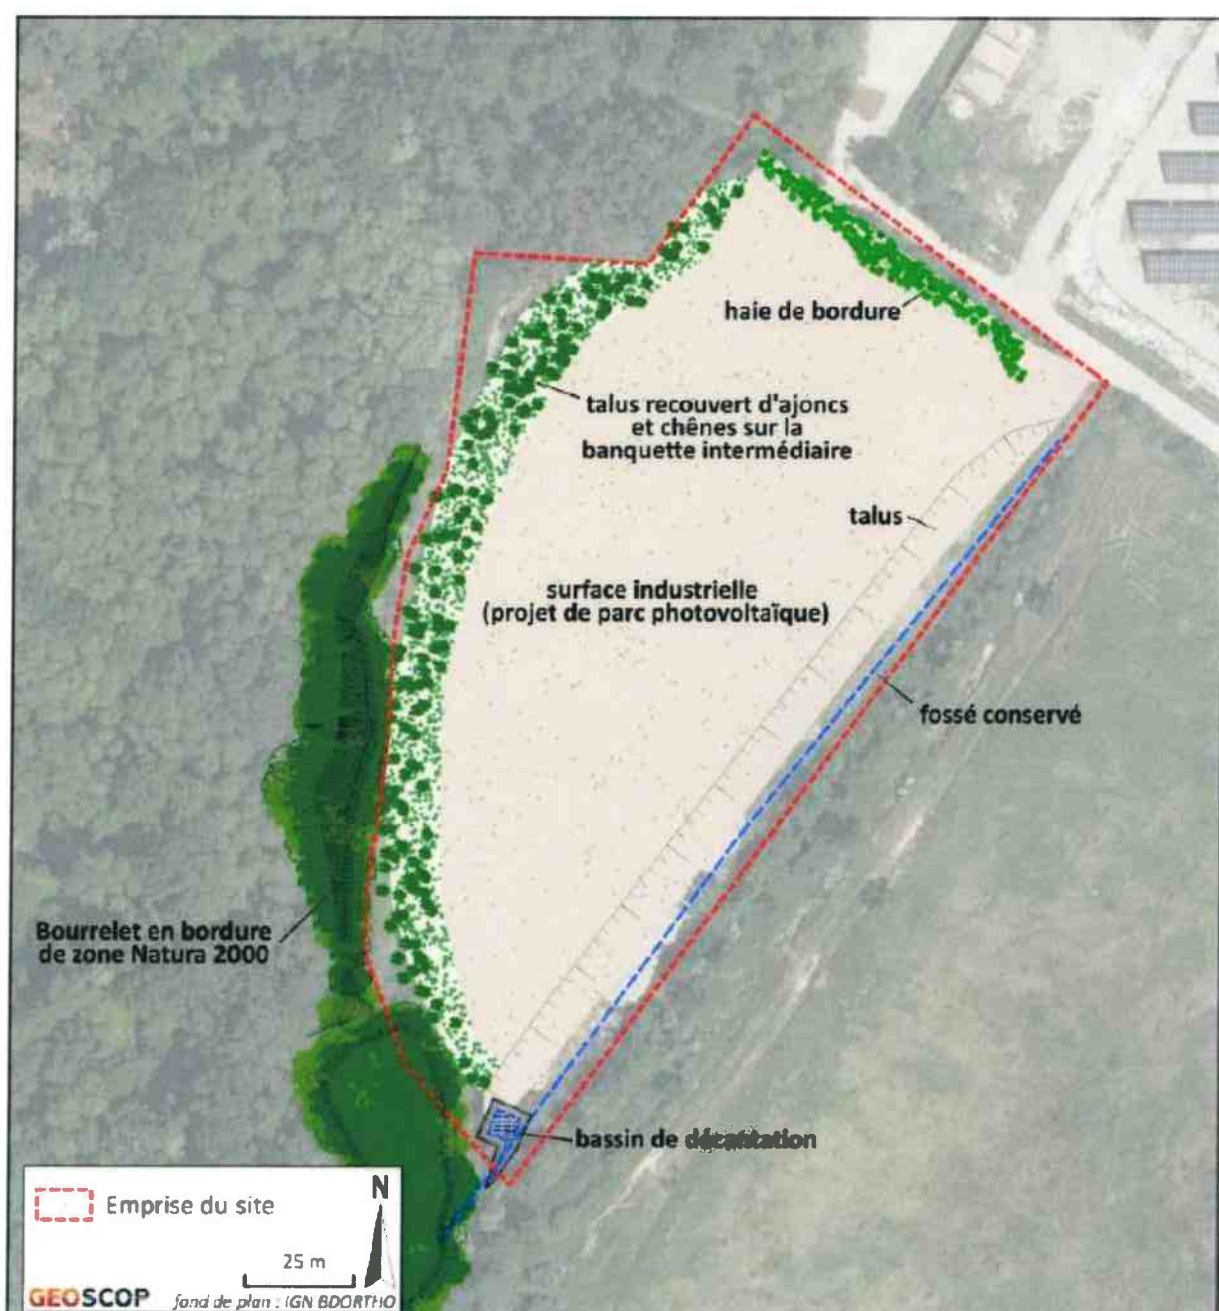 haie de bordure
talus recouvert d'ajoncs
et chênes sur la
banquette intermédiaire
talus
surface industrielle
(projet de parc photovoltaïque)
fossé conservé
Bourrelet en bordure
de zone Natura 2000
bassin de décantation
Emprise du site
N
25 m
GEOSCOP
fond de plan : IGN BDORTHO